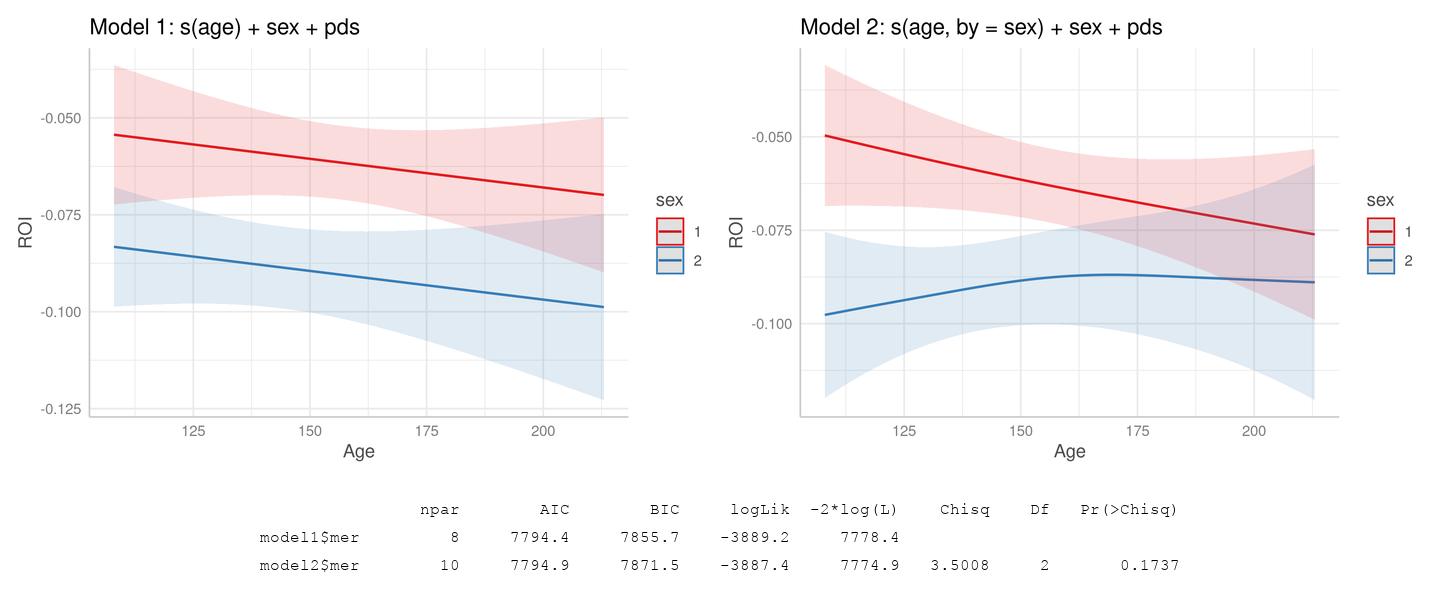 Model 1: s(age) + sex + pds
-0.050
-0.075
-0.100
-0.125
ROI
125 150 175 200
Age
sex
1
2
Model 2: s(age, by = sex) + sex + pds
-0.050
-0.075
-0.100
ROI
125 150 175 200
Age
sex
1
2
npar AIC BIC logLik -2*log(L) Chisq Df Pr(>Chisq)
model1$mer 8 7794.4 7855.7 -3889.2 7778.4
model2$mer 10 7794.9 7871.5 -3887.4 7774.9 3.5008 2 0.1737